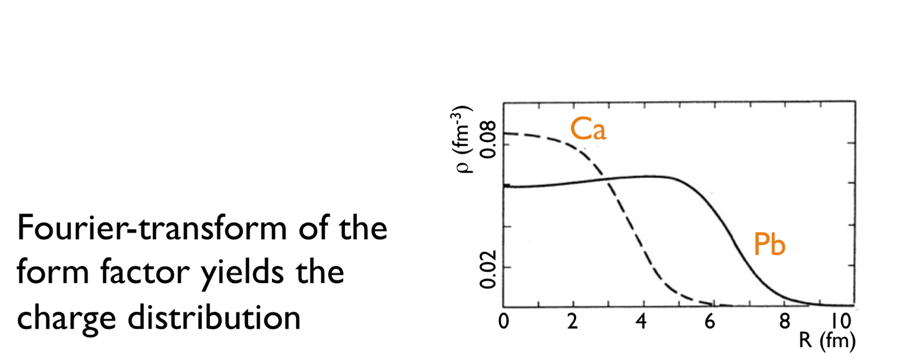 Fourier-transform of the
form factor yields the
charge distribution
ρ (fm⁻³)
0.08
0.02
Ca
Pb
0 2 4 6 8 10
R (fm)